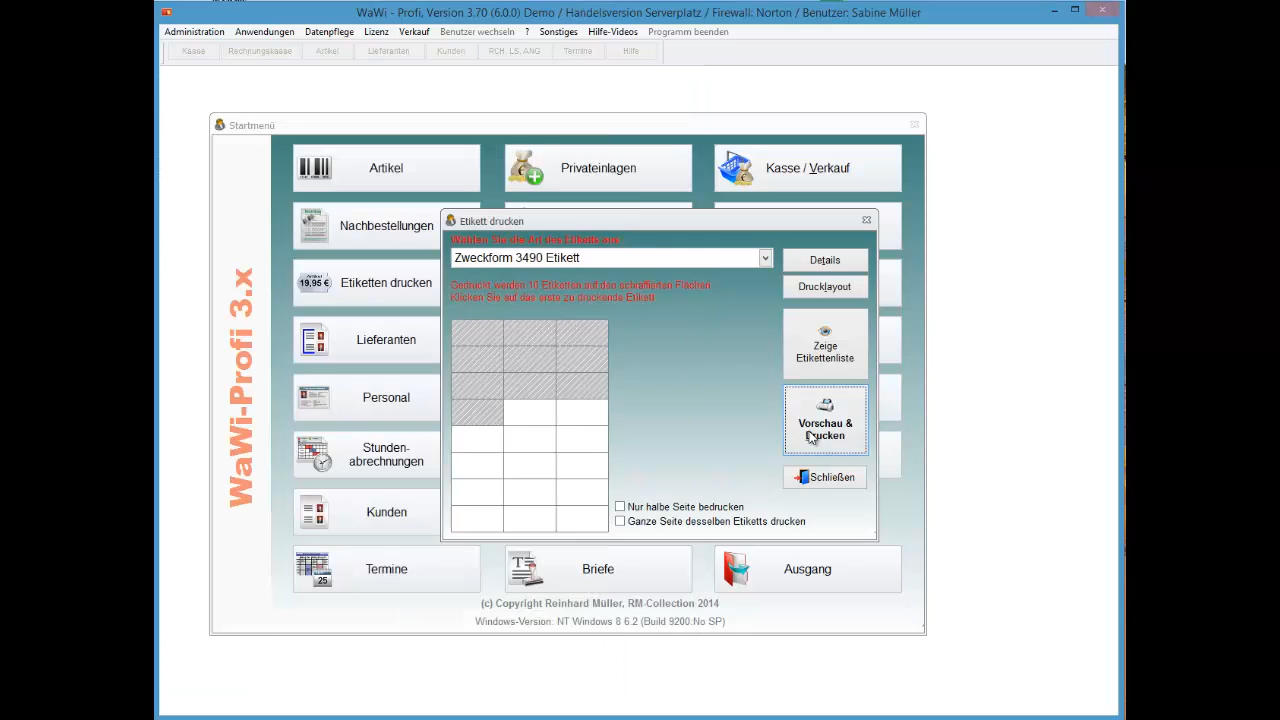 WaWi - Profi, Version 3.70 (6.0.0) Demo / Handelsversion Serverplatz / Firewall: Norton / Benutzer: Sabine Müller
Administration Anwendungen Datenpflege Lizenz Verkauf Benutzer wechseln ? Sonstiges Hilfe-Videos Programm beenden
Kasse Rechnungskasse Artikel Lieferanten Kunden RCH, LS, ANG Termine Hilfe
Startmenü
WaWi-Profi 3.x
Artikel
Privateinlagen
Kasse / Verkauf
Nachbestellungen
Artikel
19,95 €
Etiketten drucken
Lieferanten
Personal
Stunden-
abrechnungen
Kunden
Termine
25
Briefe
Ausgang
Etikett drucken
Wählen Sie die Art des Etiketts aus:
Zweckform 3490 Etikett
Gedruckt werden 10 Etiketten auf den schraffierten Flächen.
Klicken Sie auf das erste zu druckende Etikett
Details
Drucklayout
Zeige
Etikettenliste
Vorschau &
Drucken
Schließen
Nur halbe Seite bedrucken
Ganze Seite desselben Etiketts drucken
(c) Copyright Reinhard Müller, RM-Collection 2014
Windows-Version: NT Windows 8 6.2 (Build 9200:No SP)